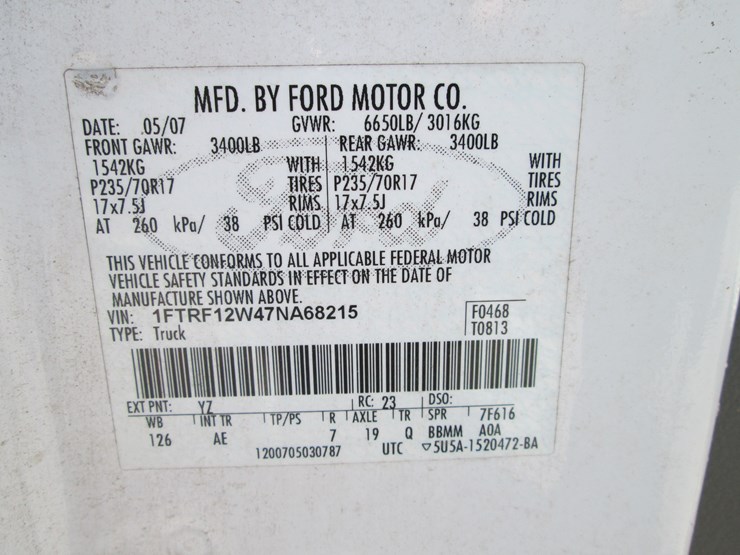 MFD. BY FORD MOTOR CO.
DATE: 05/07 GVWR: 6650LB/ 3016KG
FRONT GAWR: 3400LB REAR GAWR: 3400LB
1542KG WITH 1542KG WITH
P235/70R17 TIRES P235/70R17 TIRES
17x7.5J RIMS 17x7.5J RIMS
AT 260 kPa/ 38 PSI COLD AT 260 kPa/ 38 PSI COLD
THIS VEHICLE CONFORMS TO ALL APPLICABLE FEDERAL MOTOR
VEHICLE SAFETY STANDARDS IN EFFECT ON THE DATE OF
MANUFACTURE SHOWN ABOVE.
VIN: 1FTRF12W47NA68215 F0468
TYPE: Truck T0813
EXT PNT: YZ RC: 23 DSO:
WB INT TR TP/PS R AXLE TR SPR 7F616
126 AE 7 19 Q BBMM AOA
1200705030787 UTC ▽5U5A-1520472-BA
Ford